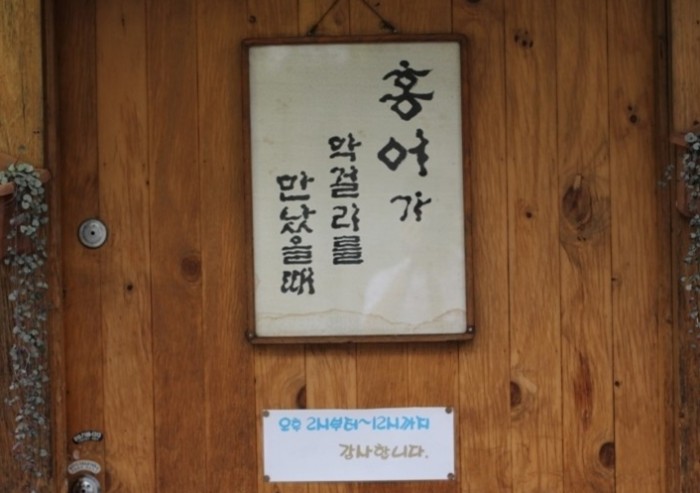 홍어가
막걸리를
만났을때
오후 2시부터~12시까지
감사합니다.